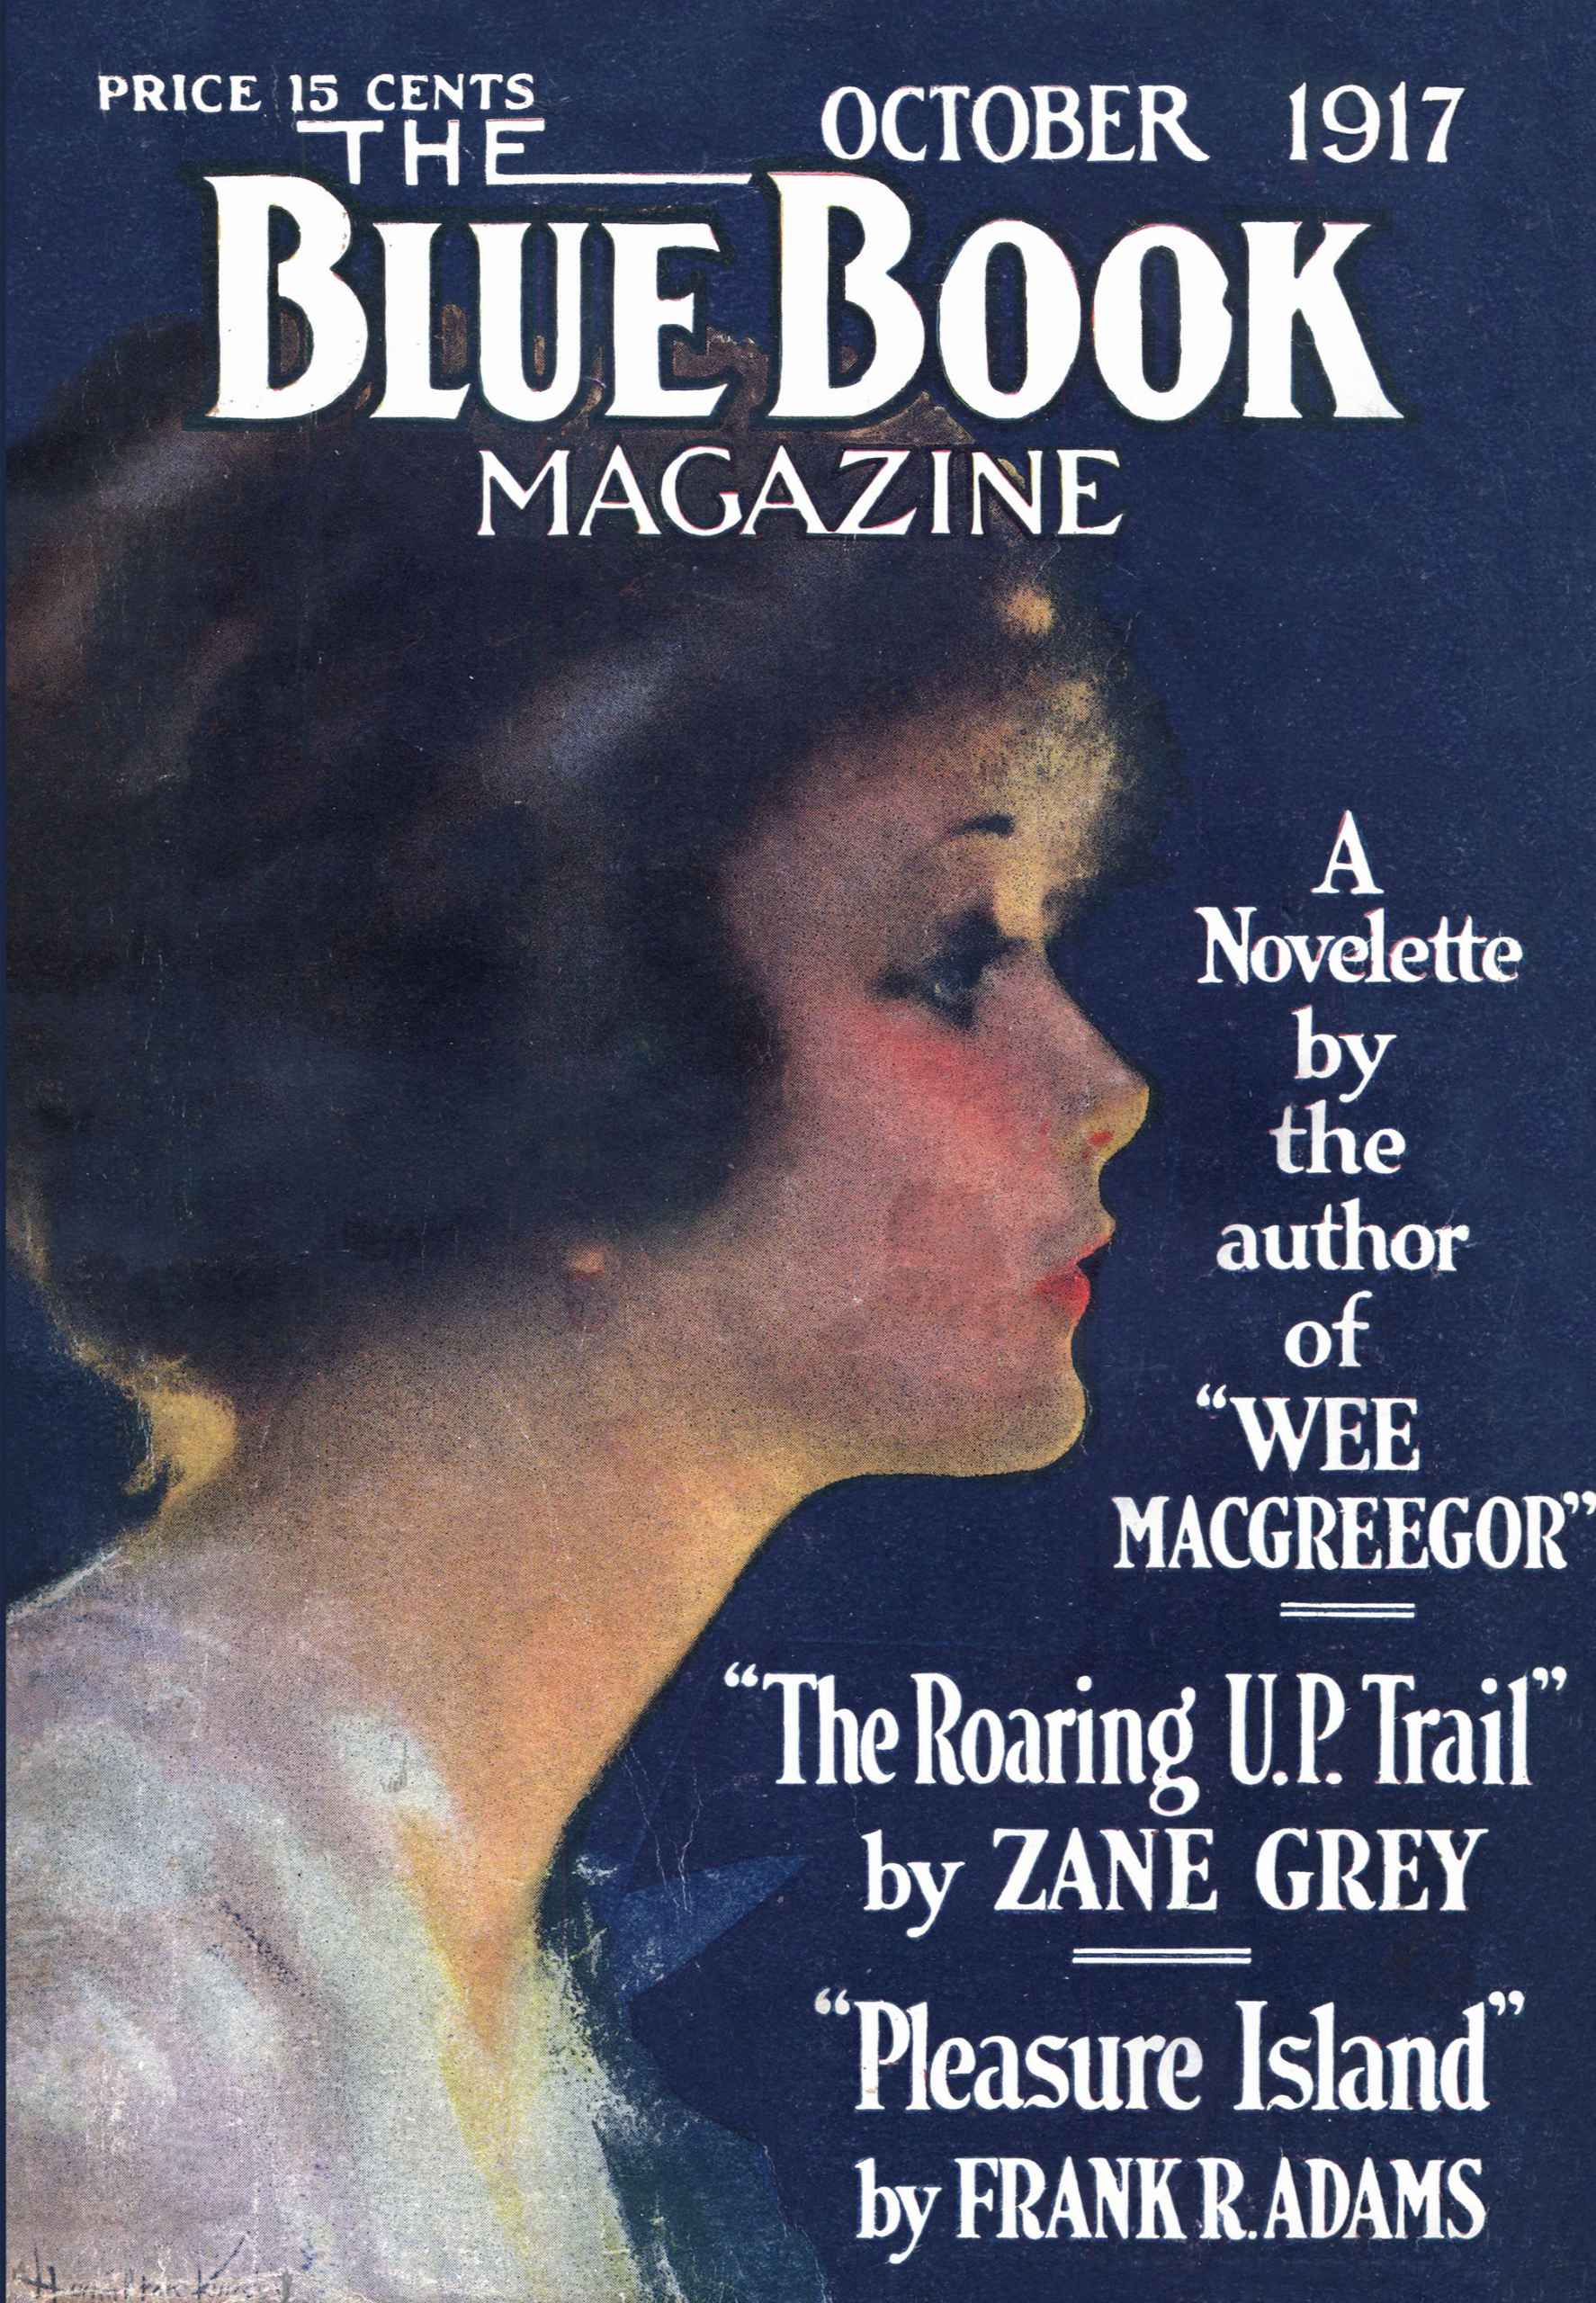 PRICE 15 CENTS
OCTOBER 1917
THE
BLUE BOOK
MAGAZINE
A
Novelette
by
the
author
of
“WEE
MACGREEGOR”
“The Roaring U.P. Trail”
by ZANE GREY
“Pleasure Island”
by FRANK R. ADAMS